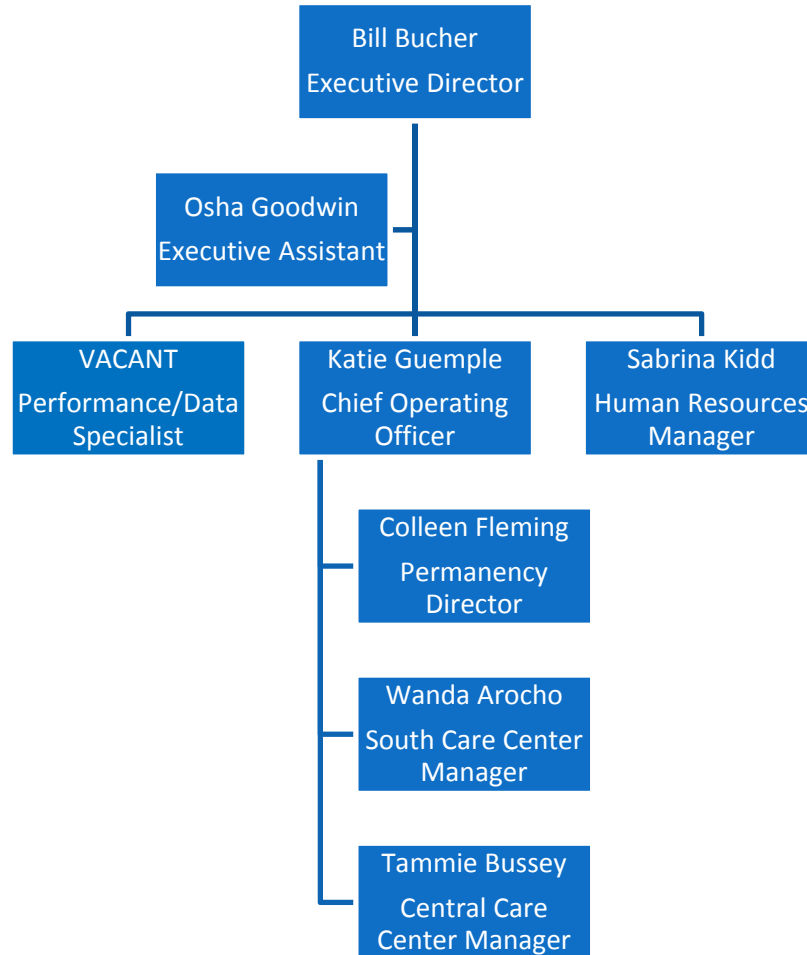 Bill Bucher
Executive Director
Osha Goodwin
Executive Assistant
VACANT
Performance/Data
Specialist
Katie Guemple
Chief Operating
Officer
Sabrina Kidd
Human Resources
Manager
Colleen Fleming
Permanency
Director
Wanda Arocho
South Care Center
Manager
Tammie Bussey
Central Care
Center Manager